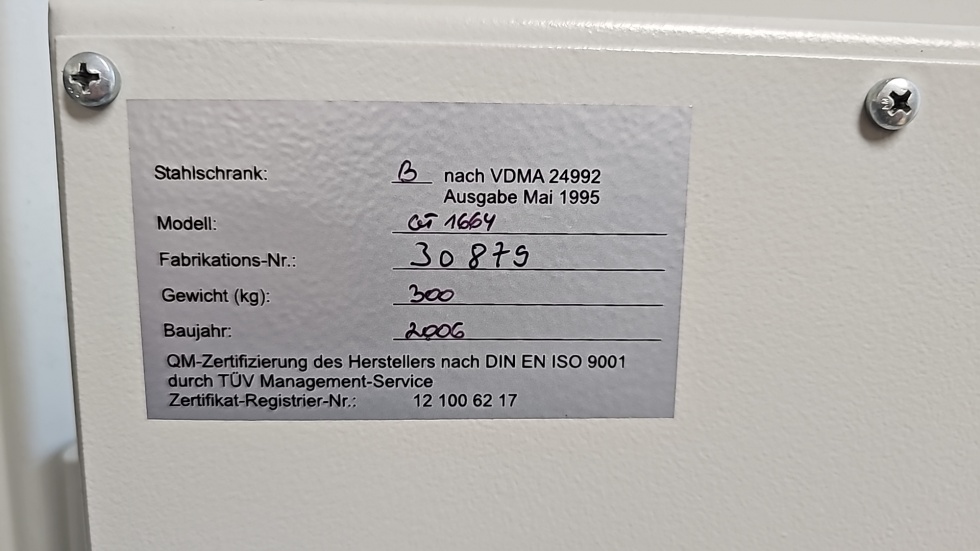 Stahlschrank: B nach VDMA 24992
Ausgabe Mai 1995
Modell: GT 1664
Fabrikations-Nr.: 30879
Gewicht (kg): 300
Baujahr: 2006
QM-Zertifizierung des Herstellers nach DIN EN ISO 9001
durch TÜV Management-Service
Zertifikat-Registrier-Nr.: 12 100 62 17